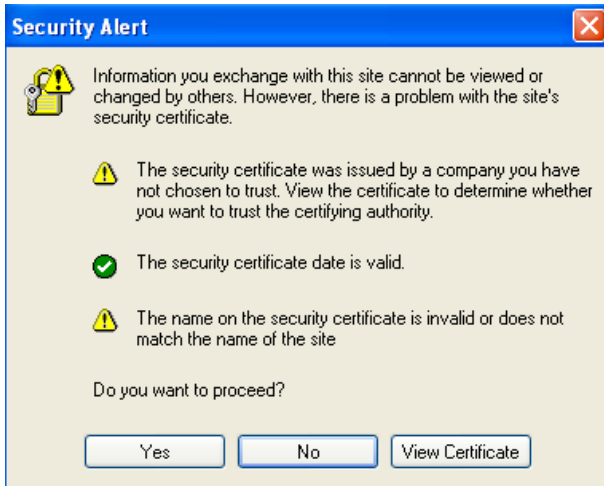 Security Alert
Information you exchange with this site cannot be viewed or
changed by others. However, there is a problem with the site's
security certificate.
The security certificate was issued by a company you have
not chosen to trust. View the certificate to determine whether
you want to trust the certifying authority.
The security certificate date is valid.
The name on the security certificate is invalid or does not
match the name of the site
Do you want to proceed?
Yes
No
View Certificate